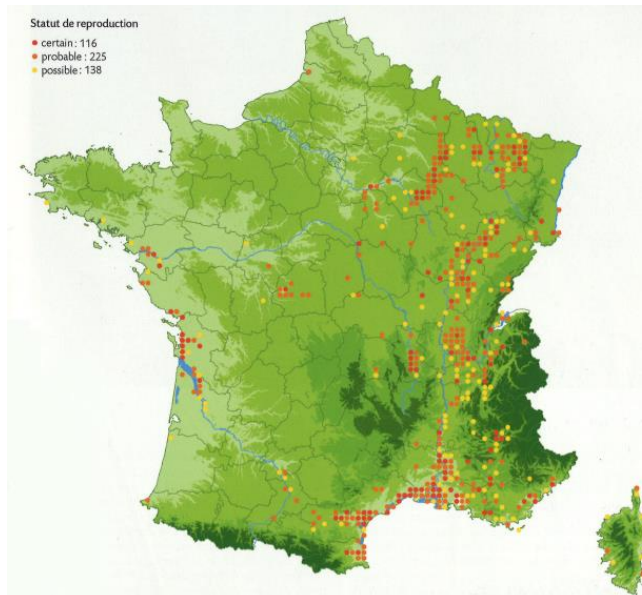 Statut de reproduction
certain : 116
probable : 225
possible : 138